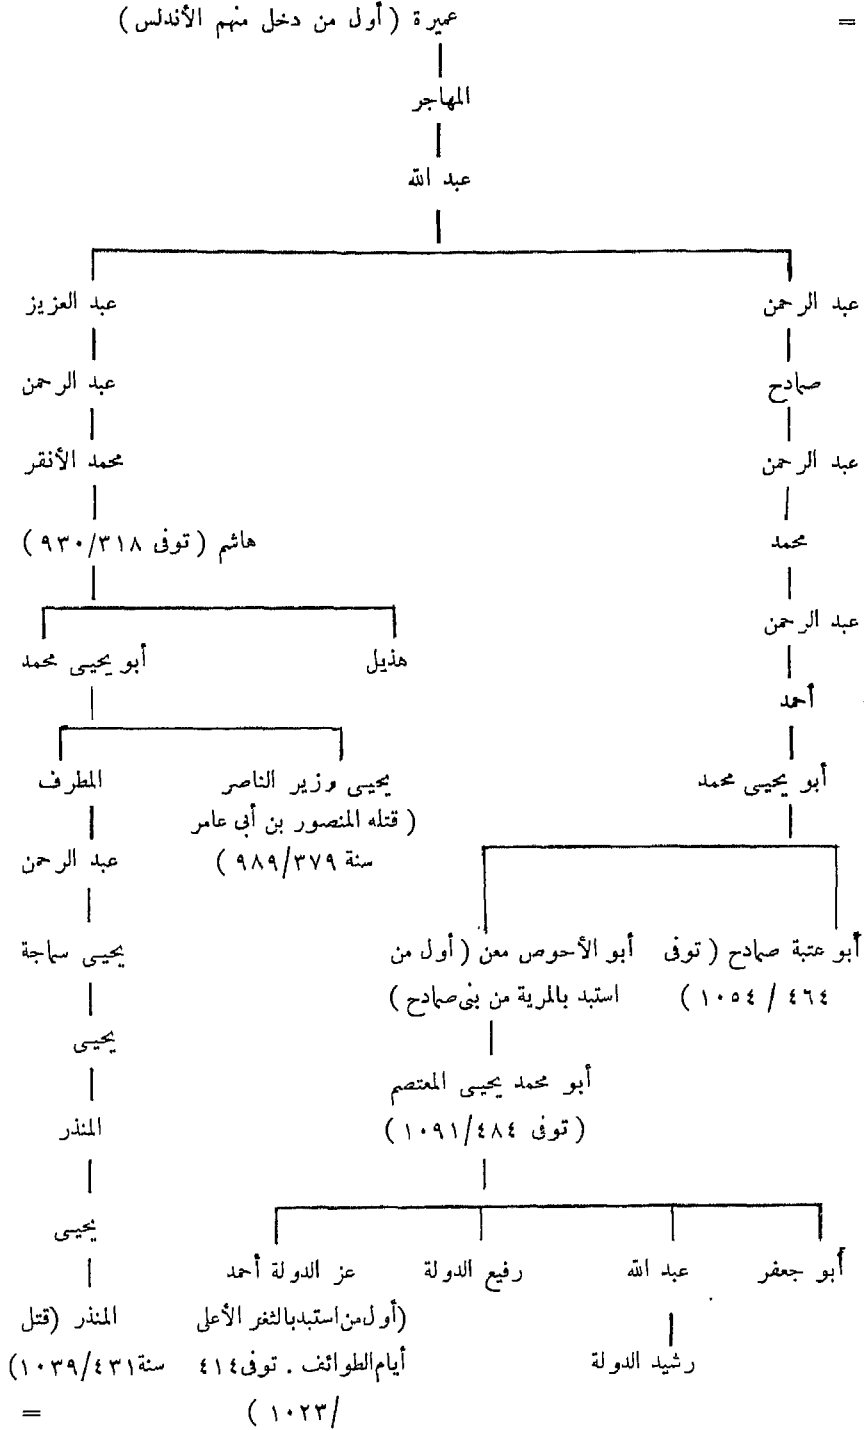 =
عميرة ( أول من دخل منهم الأندلس )
المهاجر
عبد الله
عبد الرحمن
عبد العزيز
صمادح
عبد الرحمن
عبد الرحمن
محمد الأنقر
محمد
هاشم ( توفى ٩٣٠/٣١٨ )
عبد الرحمن
هذيل
أبو يحيى محمد
أحمد
أبو يحيى محمد
يحيى وزير الناصر
المطرف
( قتله المنصور بن أبى عامر
سنة ٩٨٩/٣٧٩ )
عبد الرحمن
أبو عتبة صمادح ( توفى
٤٦٤ / ١٠٥٤ )
أبو الأحوص معن ( أول من
استبد بالمرية من بنى صمادح )
يحيى سماجة
يحيى
أبو محمد يحيى المعتصم
( توفى ١٠٩١/٤٨٤ )
المنذر
يحيى
أبو جعفر
عبد الله
رفيع الدولة
عز الدولة أحمد
(أول من استبد بالثغر الأعلى
أيام الطوائف . توفى ٤١٤
/١٠٢٣ )
المنذر (قتل
سنة ١٠٣٩/٤٣١)
رشيد الدولة
=